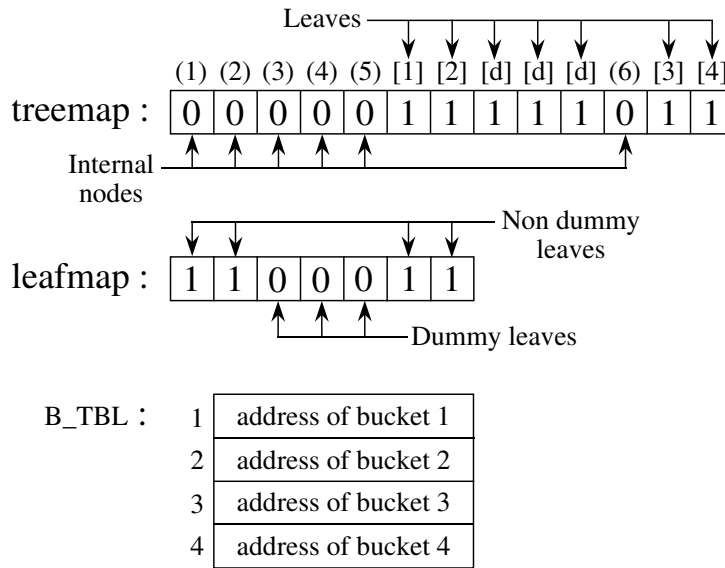 Leaves
(1) (2) (3) (4) (5) [1] [2] [d] [d] [d] (6) [3] [4]
treemap : 0 0 0 0 0 1 1 1 1 1 0 1 1
Internal
nodes
Non dummy
leaves
leafmap : 1 1 0 0 0 1 1
Dummy leaves
B_TBL : 1 address of bucket 1
2 address of bucket 2
3 address of bucket 3
4 address of bucket 4